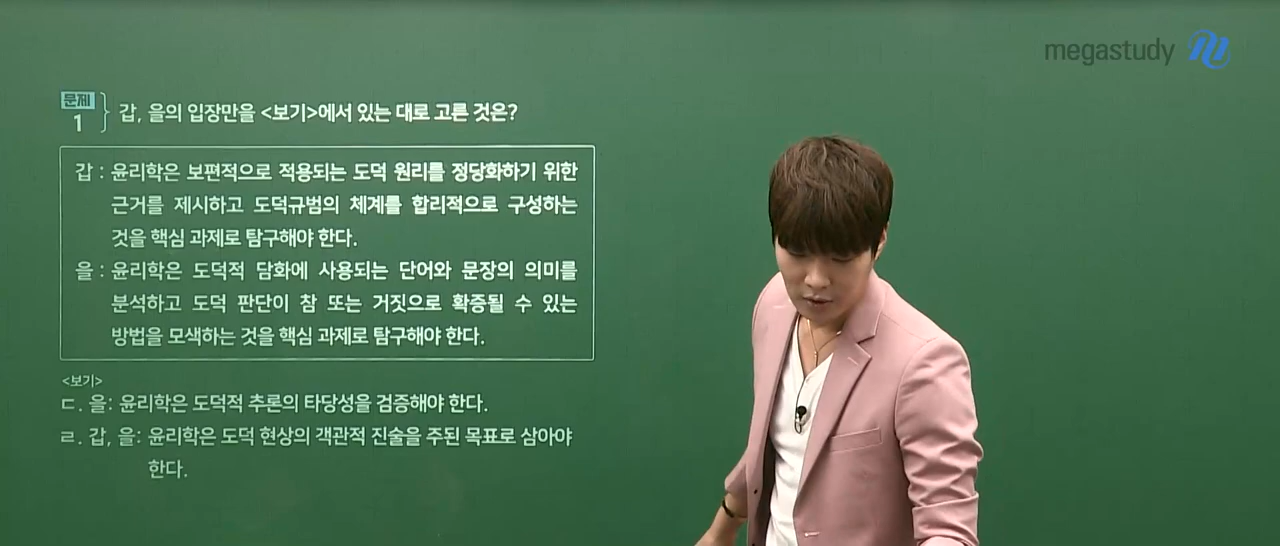 megastudy
문제
1
갑, 을의 입장만을 <보기>에서 있는 대로 고른 것은?
갑 : 윤리학은 보편적으로 적용되는 도덕 원리를 정당화하기 위한
근거를 제시하고 도덕규범의 체계를 합리적으로 구성하는
것을 핵심 과제로 탐구해야 한다.
을 : 윤리학은 도덕적 담화에 사용되는 단어와 문장의 의미를
분석하고 도덕 판단이 참 또는 거짓으로 확증될 수 있는
방법을 모색하는 것을 핵심 과제로 탐구해야 한다.
<보기>
ㄷ. 을: 윤리학은 도덕적 추론의 타당성을 검증해야 한다.
ㄹ. 갑, 을: 윤리학은 도덕 현상의 객관적 진술을 주된 목표로 삼아야
한다.